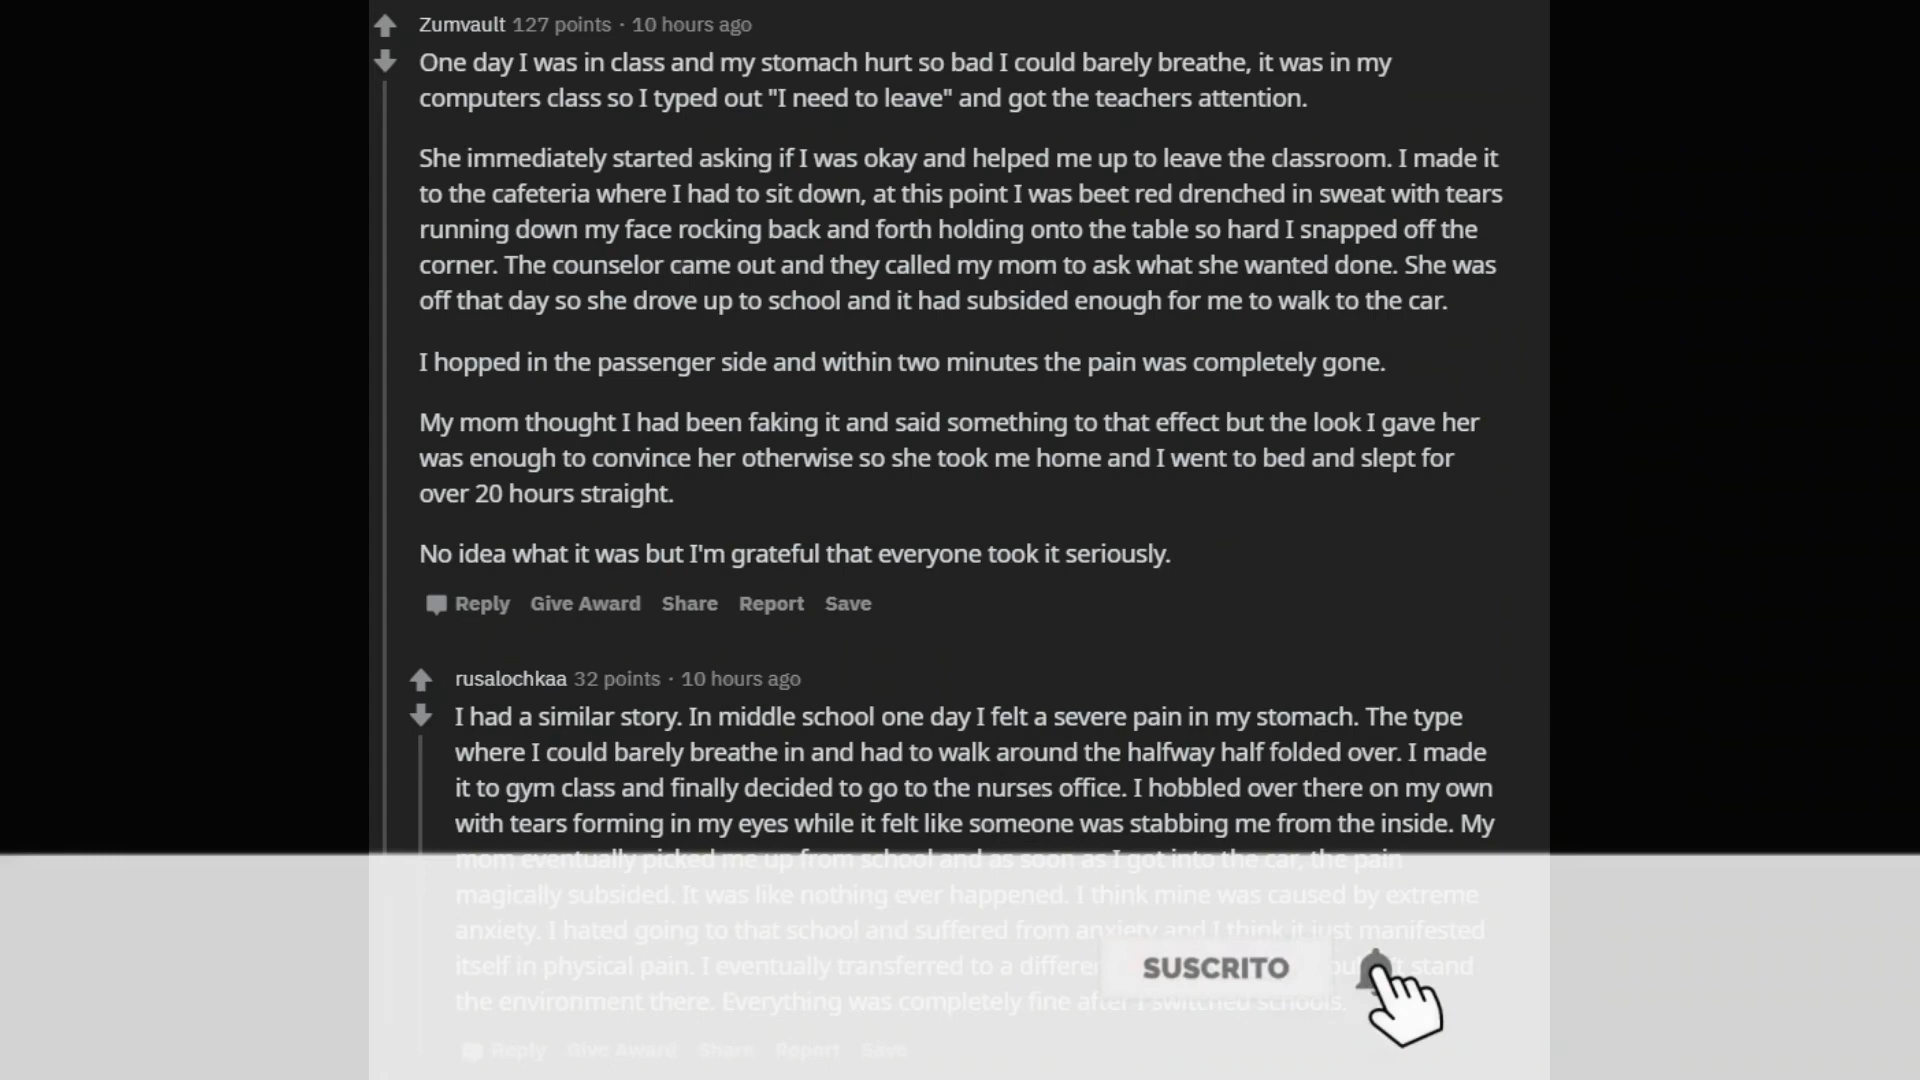 Zumvault 127 points · 10 hours ago
One day I was in class and my stomach hurt so bad I could barely breathe, it was in my
computers class so I typed out "I need to leave" and got the teachers attention.
She immediately started asking if I was okay and helped me up to leave the classroom. I made it
to the cafeteria where I had to sit down, at this point I was beet red drenched in sweat with tears
running down my face rocking back and forth holding onto the table so hard I snapped off the
corner. The counselor came out and they called my mom to ask what she wanted done. She was
off that day so she drove up to school and it had subsided enough for me to walk to the car.
I hopped in the passenger side and within two minutes the pain was completely gone.
My mom thought I had been faking it and said something to that effect but the look I gave her
was enough to convince her otherwise so she took me home and I went to bed and slept for
over 20 hours straight.
No idea what it was but I'm grateful that everyone took it seriously.
Reply Give Award Share Report Save
rusalochkaa 32 points · 10 hours ago
I had a similar story. In middle school one day I felt a severe pain in my stomach. The type
where I could barely breathe in and had to walk around the halfway half folded over. I made
it to gym class and finally decided to go to the nurses office. I hobbled over there on my own
with tears forming in my eyes while it felt like someone was stabbing me from the inside. My
mom eventually picked me up from school and as soon as I got into the car, the pain
magically subsided. It was like nothing ever happened. I think mine was caused by extreme
anxiety. I hated going to that school and suffered from anxiety and I think it just manifested
itself in physical pain. I eventually transferred to a stand
SUSCRITO
the environment there. Everything was completely fine after I switched schools.
Reply Give Award Share Report Save